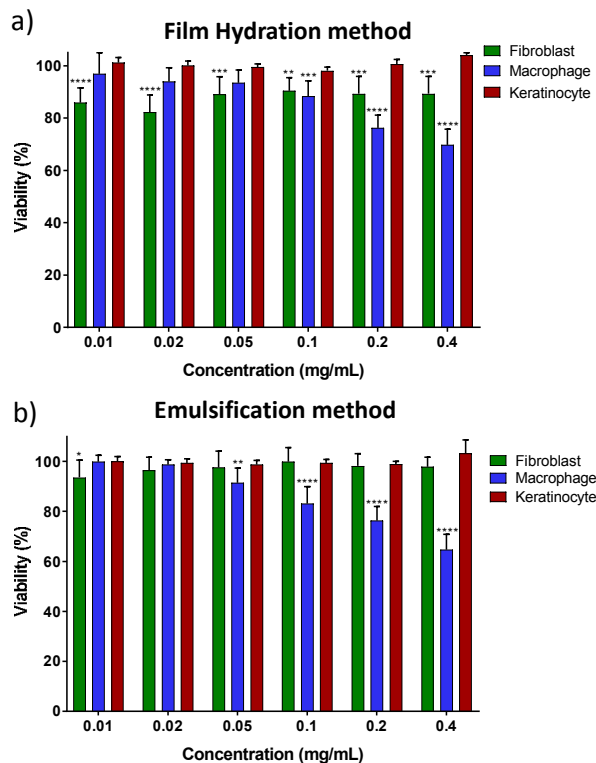 a)
Film Hydration method
Fibroblast
Macrophage
Keratinocyte
**** **** *** ** *** *** **** *** ****
100
80
60
40
20
0
Viability (%)
0.01 0.02 0.05 0.1 0.2 0.4
Concentration (mg/mL)
b)
Emulsification method
Fibroblast
Macrophage
Keratinocyte
* ** **** **** ****
100
80
60
40
20
0
Viability (%)
0.01 0.02 0.05 0.1 0.2 0.4
Concentration (mg/mL)